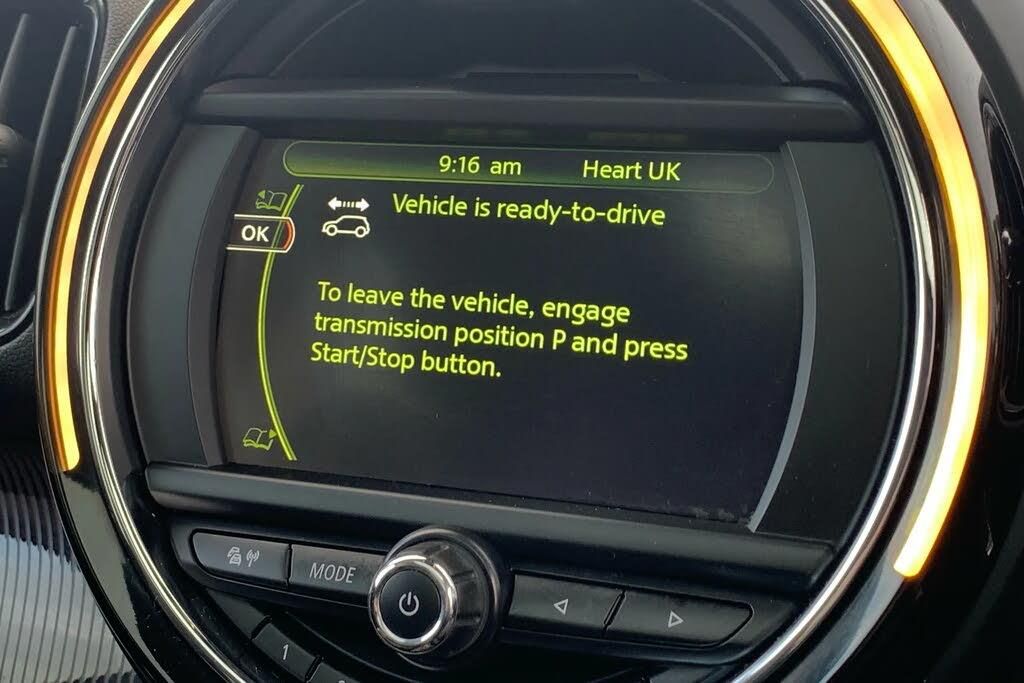 9:16 am Heart UK
Vehicle is ready-to-drive
OK
To leave the vehicle, engage
transmission position P and press
Start/Stop button.
MODE
1